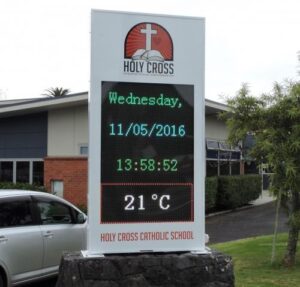 HOLY CROSS
Wednesday,
11/05/2016
13:58:52
21 °C
HOLY CROSS CATHOLIC SCHOOL